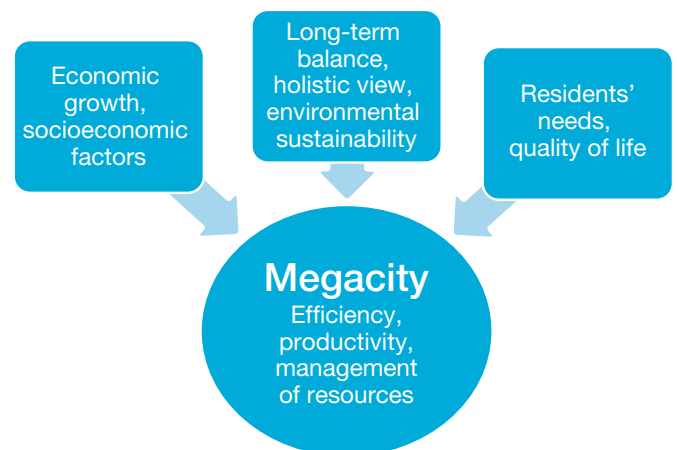 Economic
growth,
socioeconomic
factors
Long-term
balance,
holistic view,
environmental
sustainability
Residents’
needs,
quality of life
Megacity
Efficiency,
productivity,
management
of resources